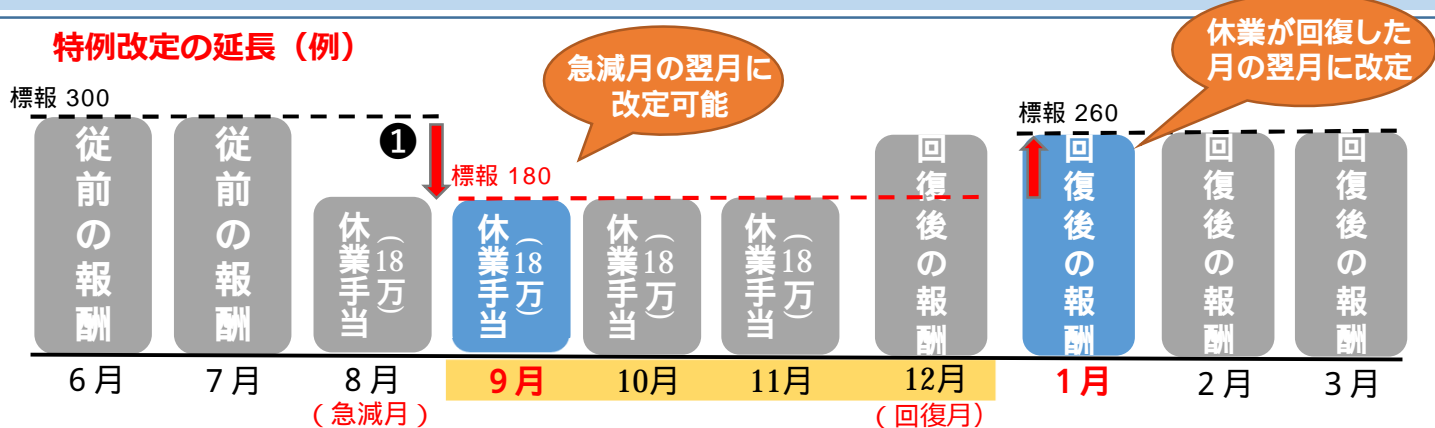 特例改定の延長（例）
急減月の翌月に
改定可能
休業が回復した
月の翌月に改定
標報 300
❶
標報 180
標報 260
従前の報酬
従前の報酬
休業手当
（18万）
休業手当
（18万）
休業手当
（18万）
休業手当
（18万）
回復後の報酬
回復後の報酬
回復後の報酬
回復後の報酬
6月
7月
8月
（急減月）
9月
10月
11月
12月
（回復月）
1月
2月
3月